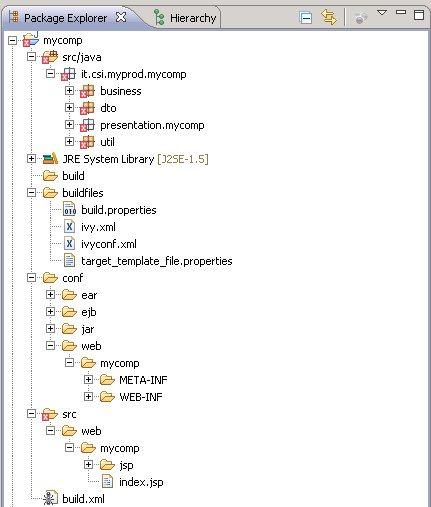 Package Explorer Hierarchy
mycomp
src/java
it.csi.myprod.mycomp
business
dto
presentation.mycomp
util
JRE System Library [J2SE-1.5]
build
buildfiles
build.properties
ivy.xml
ivyconf.xml
target_template_file.properties
conf
ear
ejb
jar
web
mycomp
META-INF
WEB-INF
src
web
mycomp
jsp
index.jsp
build.xml